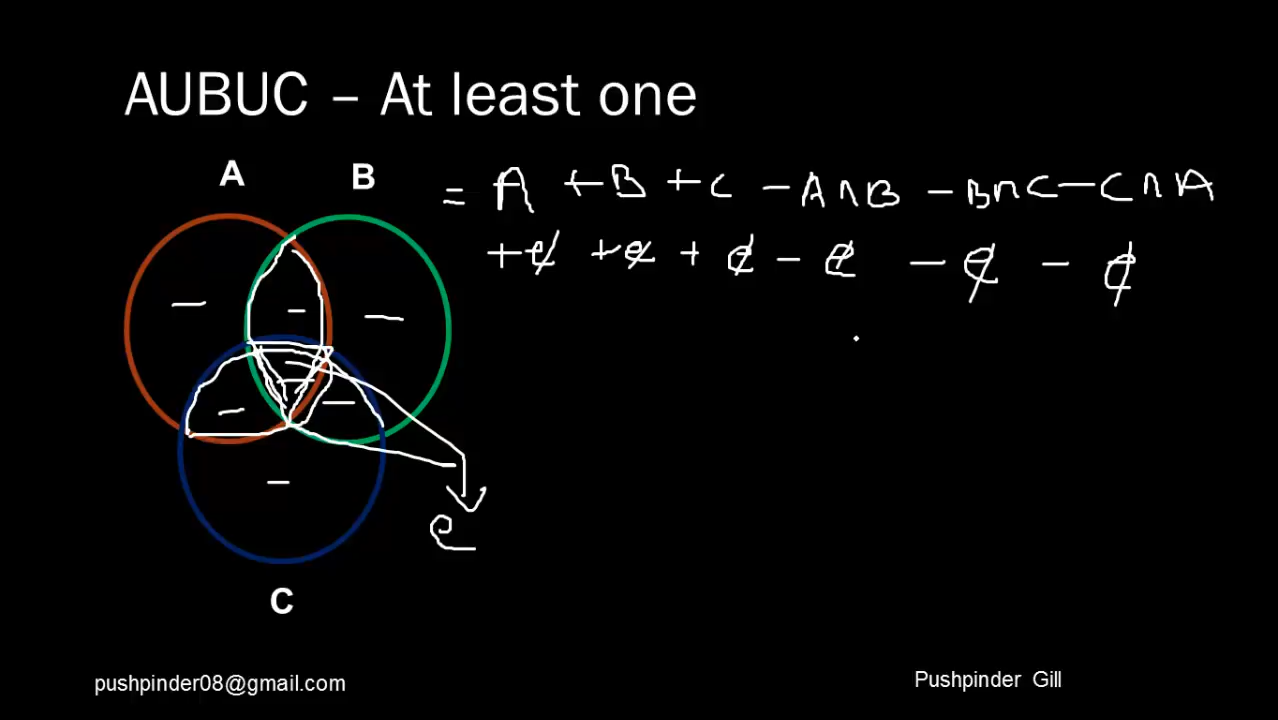 AUBUC – At least one
A B
= A + B + C - A ∩ B - B ∩ C - C ∩ A
+ e + e + e - e - e - e
e
C
pushpinder08@gmail.com Pushpinder Gill